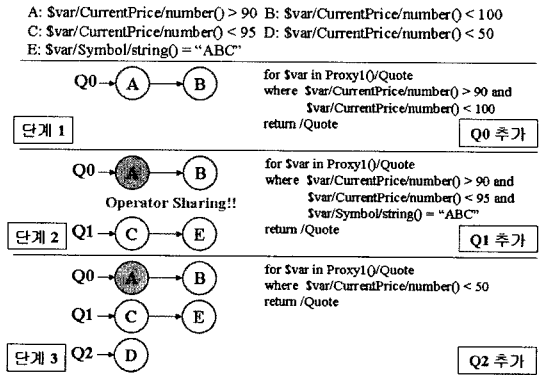 A: $var/CurrentPrice/number() > 90 B: $var/CurrentPrice/number() < 100
C: $var/CurrentPrice/number() < 95 D: $var/CurrentPrice/number() < 50
E: $var/Symbol/string() = “ABC”
Q0 A B
for $var in Proxy1()/Quote
where $var/CurrentPrice/number() > 90 and
$var/CurrentPrice/number() < 100
return /Quote
단계 1
Q0 추가
Q0 A B
Operator Sharing!!
Q1 C E
for $var in Proxy1()/Quote
where $var/CurrentPrice/number() > 90 and
$var/CurrentPrice/number() < 95 and
$var/Symbol/string() = “ABC”
return /Quote
단계 2
Q1 추가
Q0 A B
Q1 C E
Q2 D
for $var in Proxy1()/Quote
where $var/CurrentPrice/number() < 50
return /Quote
단계 3
Q2 추가